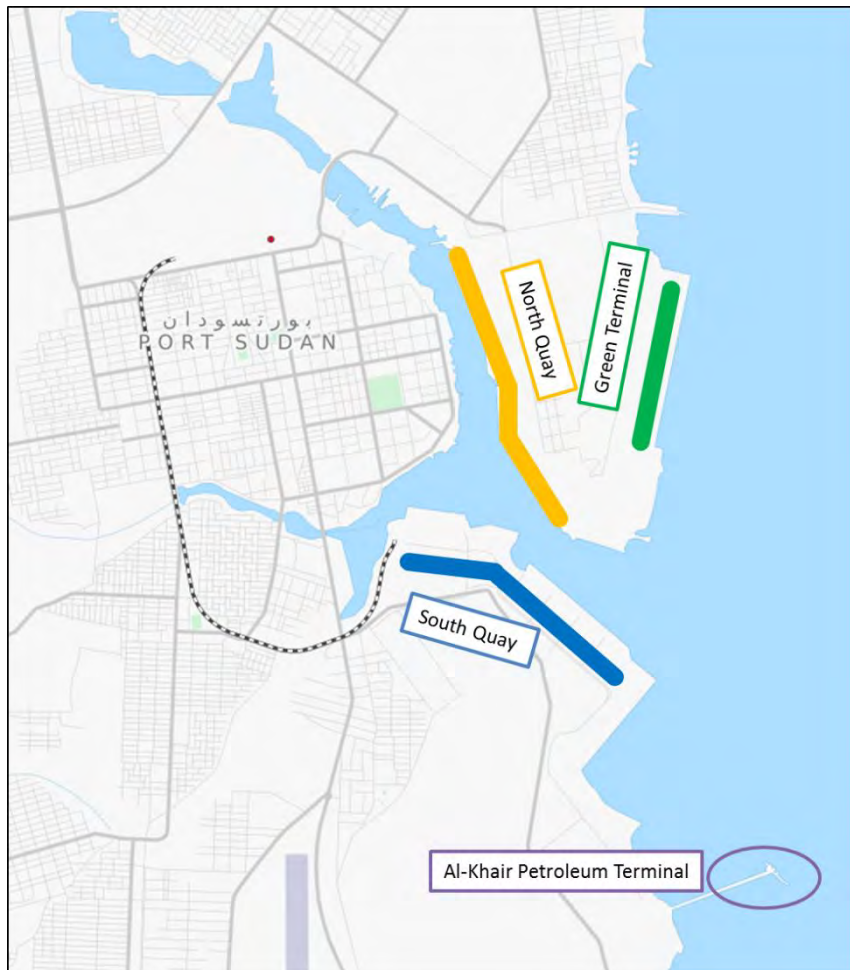 North Quay
Green Terminal
بورتسودان
PORT SUDAN
South Quay
Al-Khair Petroleum Terminal